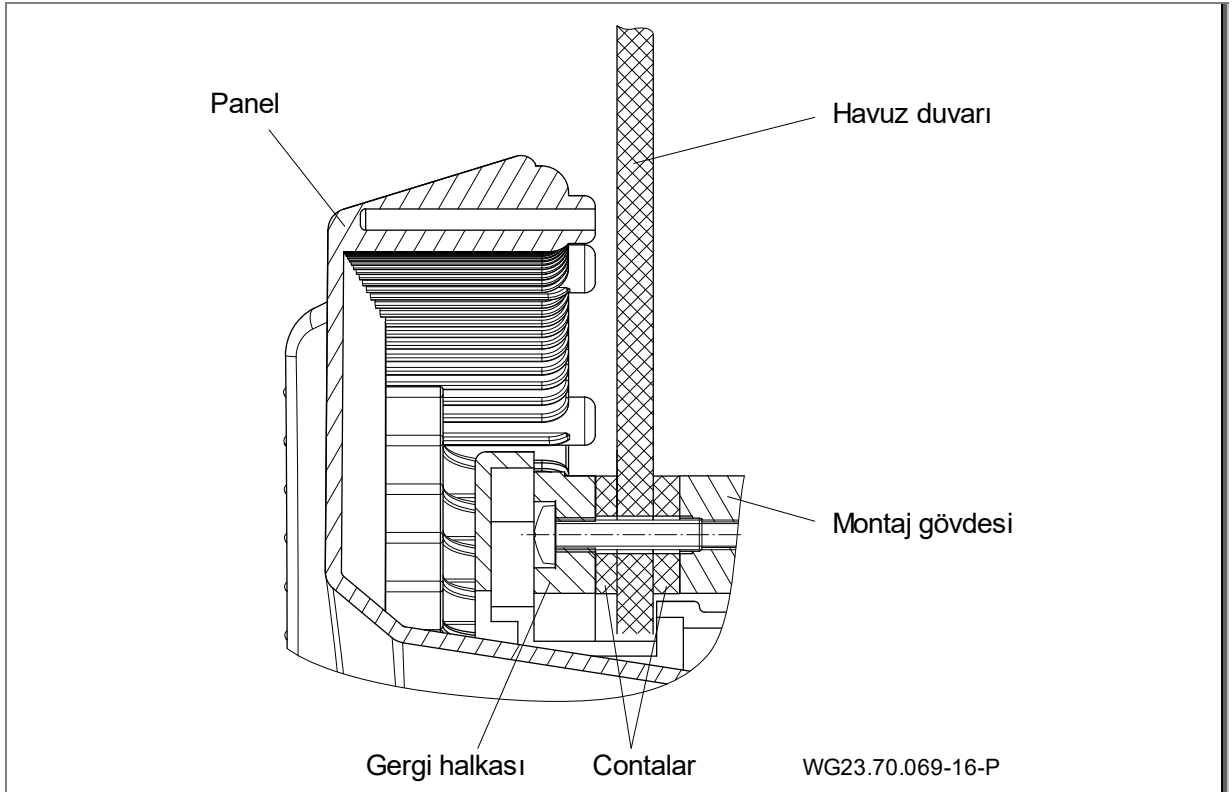 Panel
Havuz duvarı
Montaj gövdesi
Gergi halkası
Contalar
WG23.70.069-16-P